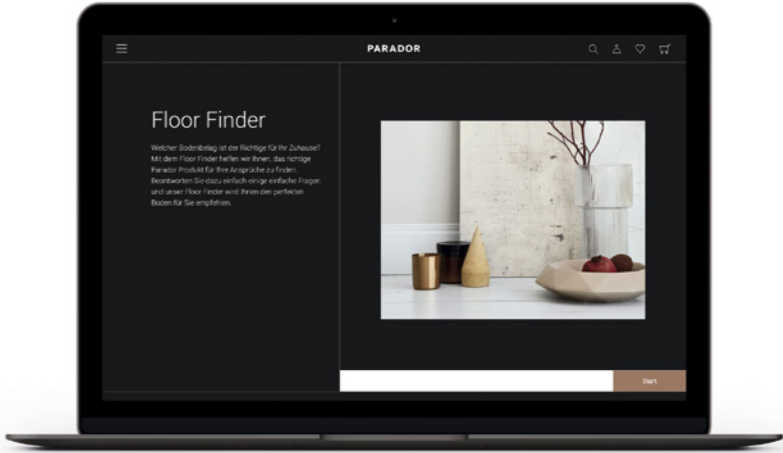 PARADOR
Floor Finder
Welcher Bodenbelag ist der Richtige für Ihr Zuhause?
Mit dem Floor Finder helfen wir Ihnen, das richtige
Parador Produkt für Ihre Ansprüche zu finden.
Beantworten Sie dazu einfach einige einfache Fragen
und unser Floor Finder wird Ihnen den perfekten
Boden für Sie empfehlen.
Start